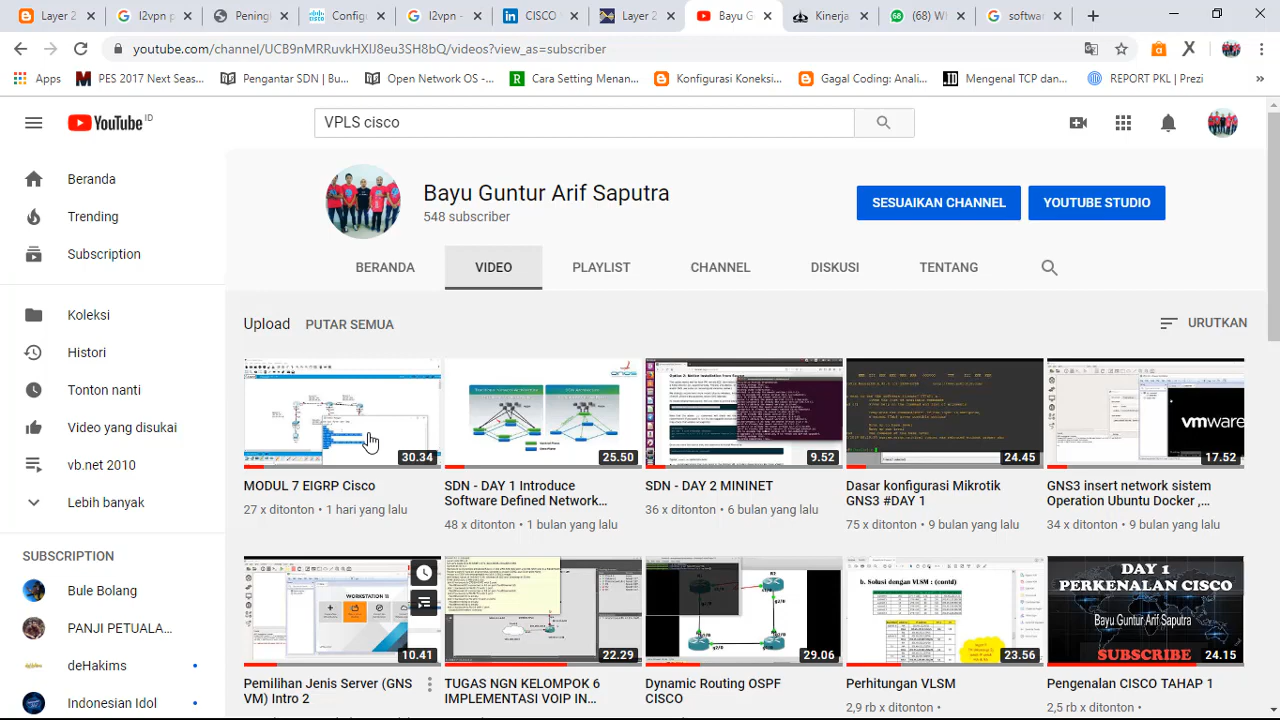 Layer 2
l2vpn p
Pening
Config
l2vpn -
CISCO
Layer 2
Bayu G
Kinerja
(68) W
softwar
youtube.com/channel/UCB9nMRRuvkHXIJ8eu3SH8bQ/videos?view_as=subscriber
Apps
PES 2017 Next Seas...
Pengantar SDN | Bu...
Open Network OS -...
Cara Setting Menan...
Konfigurasi Koneksi...
Gagal Coding: Anali...
Mengenal TCP dan...
REPORT PKL | Prezi
YouTube ID
VPLS cisco
Beranda
Trending
Subscription
Koleksi
Histori
Tonton nanti
Video yang disukai
vb.net 2010
Lebih banyak
SUBSCRIPTION
Bule Bolang
PANJI PETUALA...
deHakims
Indonesian Idol
Bayu Guntur Arif Saputra
548 subscriber
SESUAIKAN CHANNEL
YOUTUBE STUDIO
BERANDA
VIDEO
PLAYLIST
CHANNEL
DISKUSI
TENTANG
Upload
PUTAR SEMUA
URUTKAN
30.34
MODUL 7 EIGRP Cisco
27 x ditonton • 1 hari yang lalu
25.50
SDN - DAY 1 Introduce
Software Defined Network...
48 x ditonton • 1 bulan yang lalu
9.52
SDN - DAY 2 MININET
36 x ditonton • 6 bulan yang lalu
24.45
Dasar konfigurasi Mikrotik
GNS3 #DAY 1
75 x ditonton • 9 bulan yang lalu
vmware
17.52
GNS3 insert network sistem
Operation Ubuntu Docker ,...
34 x ditonton • 9 bulan yang lalu
10.41
Pemilihan Jenis Server (GNS
VM) Intro 2
22.29
TUGAS NGN KELOMPOK 6
IMPLEMENTASI VOIP IN...
29.06
Dynamic Routing OSPF
CISCO
b. Solusi dengan VLSM : (contd)
23.56
Perhitungan VLSM
2,9 rb x ditonton •
DAY 1
PERKENALAN CISCO
Bayu Guntur Arif Saputra
SUBSCRIBE
24.15
Pengenalan CISCO TAHAP 1
2,5 rb x ditonton •